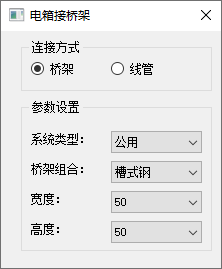 电箱接桥架
连接方式
桥架 线管
参数设置
系统类型: 公用
桥架组合: 槽式钢
宽度: 50
高度: 50